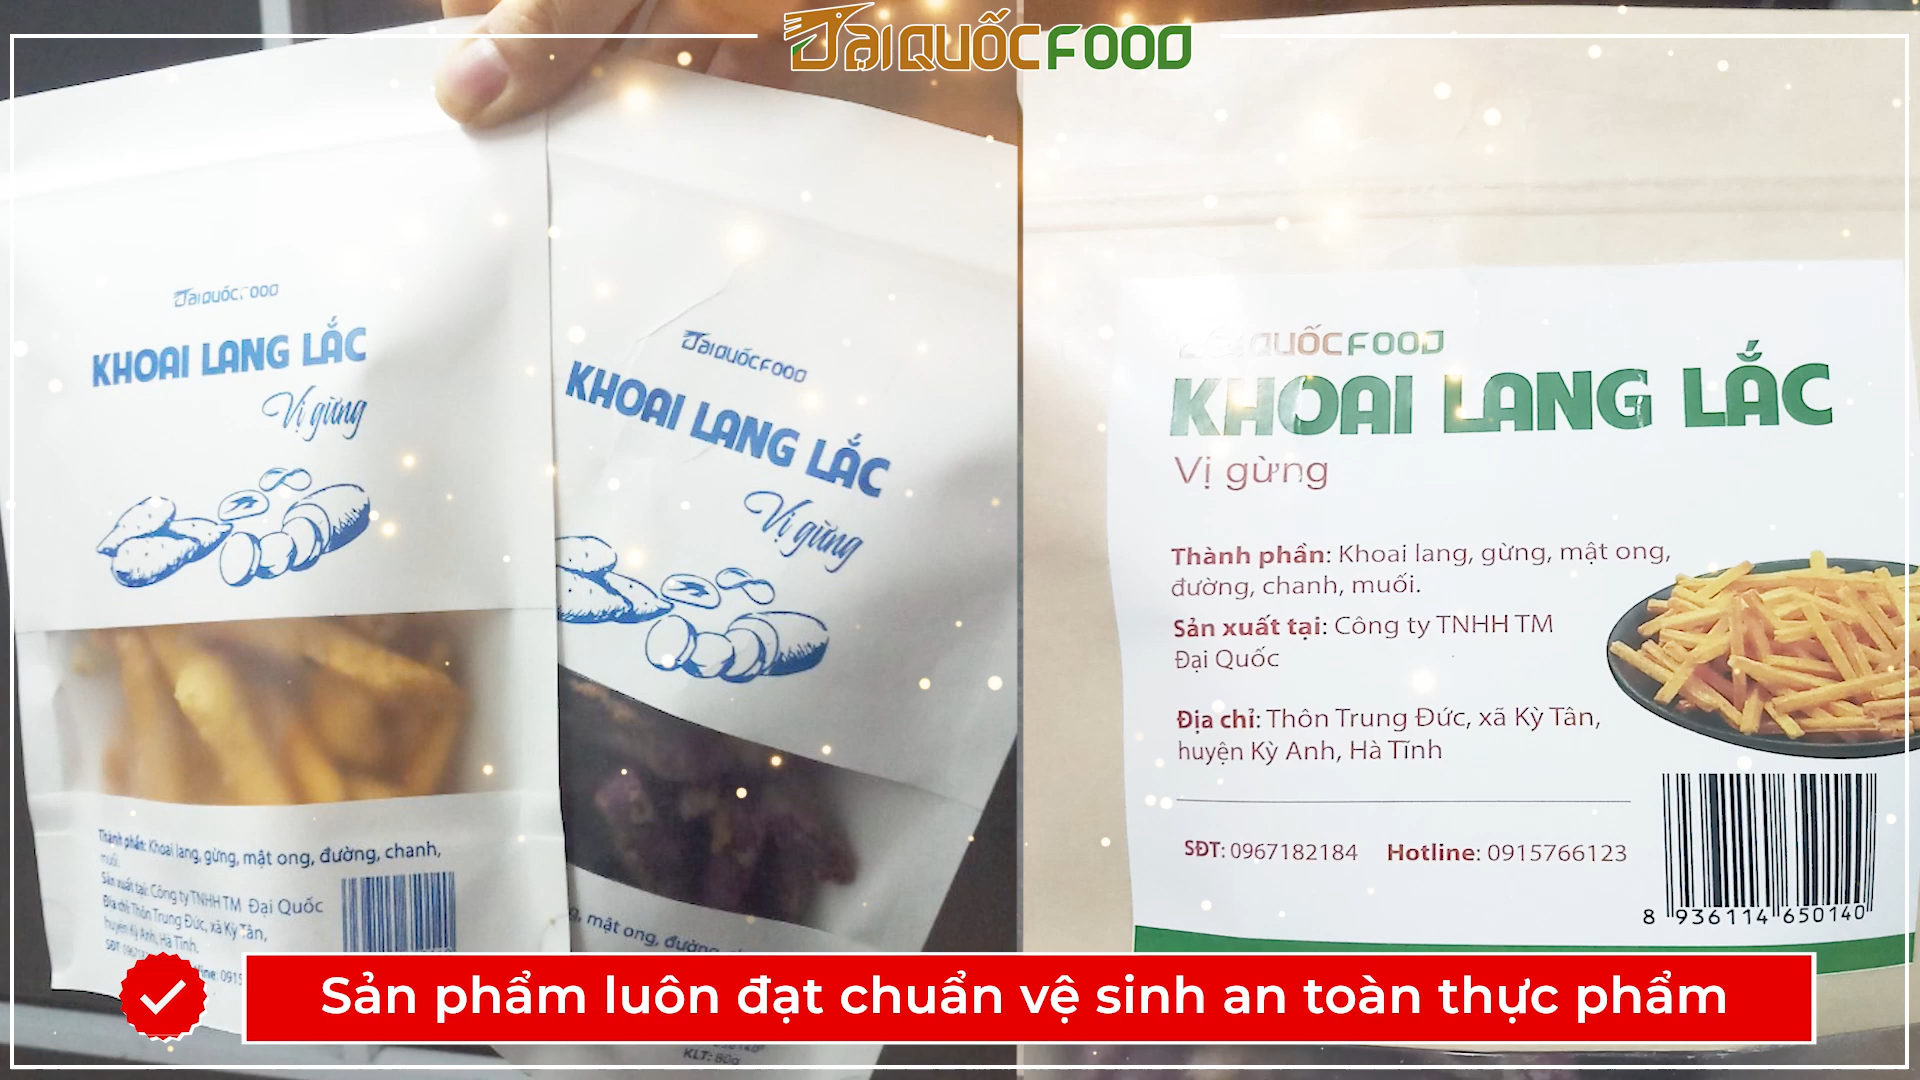 ĐẠI QUỐC FOOD
ĐẠI QUỐC FOOD
KHOAI LANG LẮC
Vị gừng
Thành phần: Khoai lang, gừng, mật ong, đường, chanh,
muối.
Sản xuất tại: Công ty TNHH TM Đại Quốc
Địa chỉ: Thôn Trung Đức, xã Kỳ Tân,
huyện Kỳ Anh, Hà Tĩnh.
SĐT
ĐẠI QUỐC FOOD
KHOAI LANG LẮC
Vị gừng
mật ong, đường
KLT: 80g
QUỐC FOOD
KHOAI LANG LẮC
Vị gừng
Thành phần: Khoai lang, gừng, mật ong,
đường, chanh, muối.
Sản xuất tại: Công ty TNHH TM
Đại Quốc
Địa chỉ: Thôn Trung Đức, xã Kỳ Tân,
huyện Kỳ Anh, Hà Tĩnh
SĐT: 0967182184 Hotline: 0915766123
8 936114 650140
Sản phẩm luôn đạt chuẩn vệ sinh an toàn thực phẩm